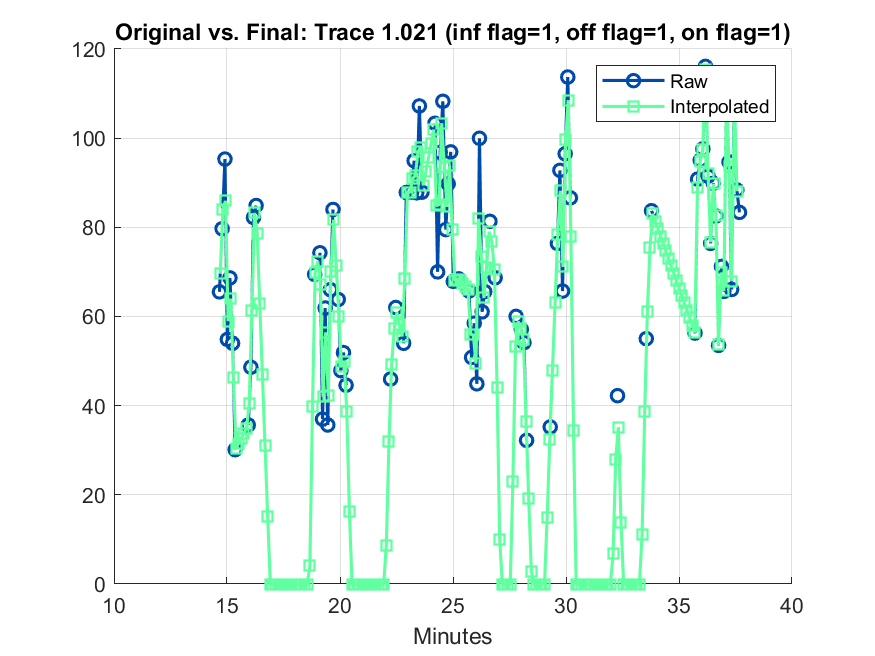 Original vs. Final: Trace 1.021 (inf flag=1, off flag=1, on flag=1)
120
100
80
60
40
20
0
10 15 20 25 30 35 40
Minutes
Raw
Interpolated